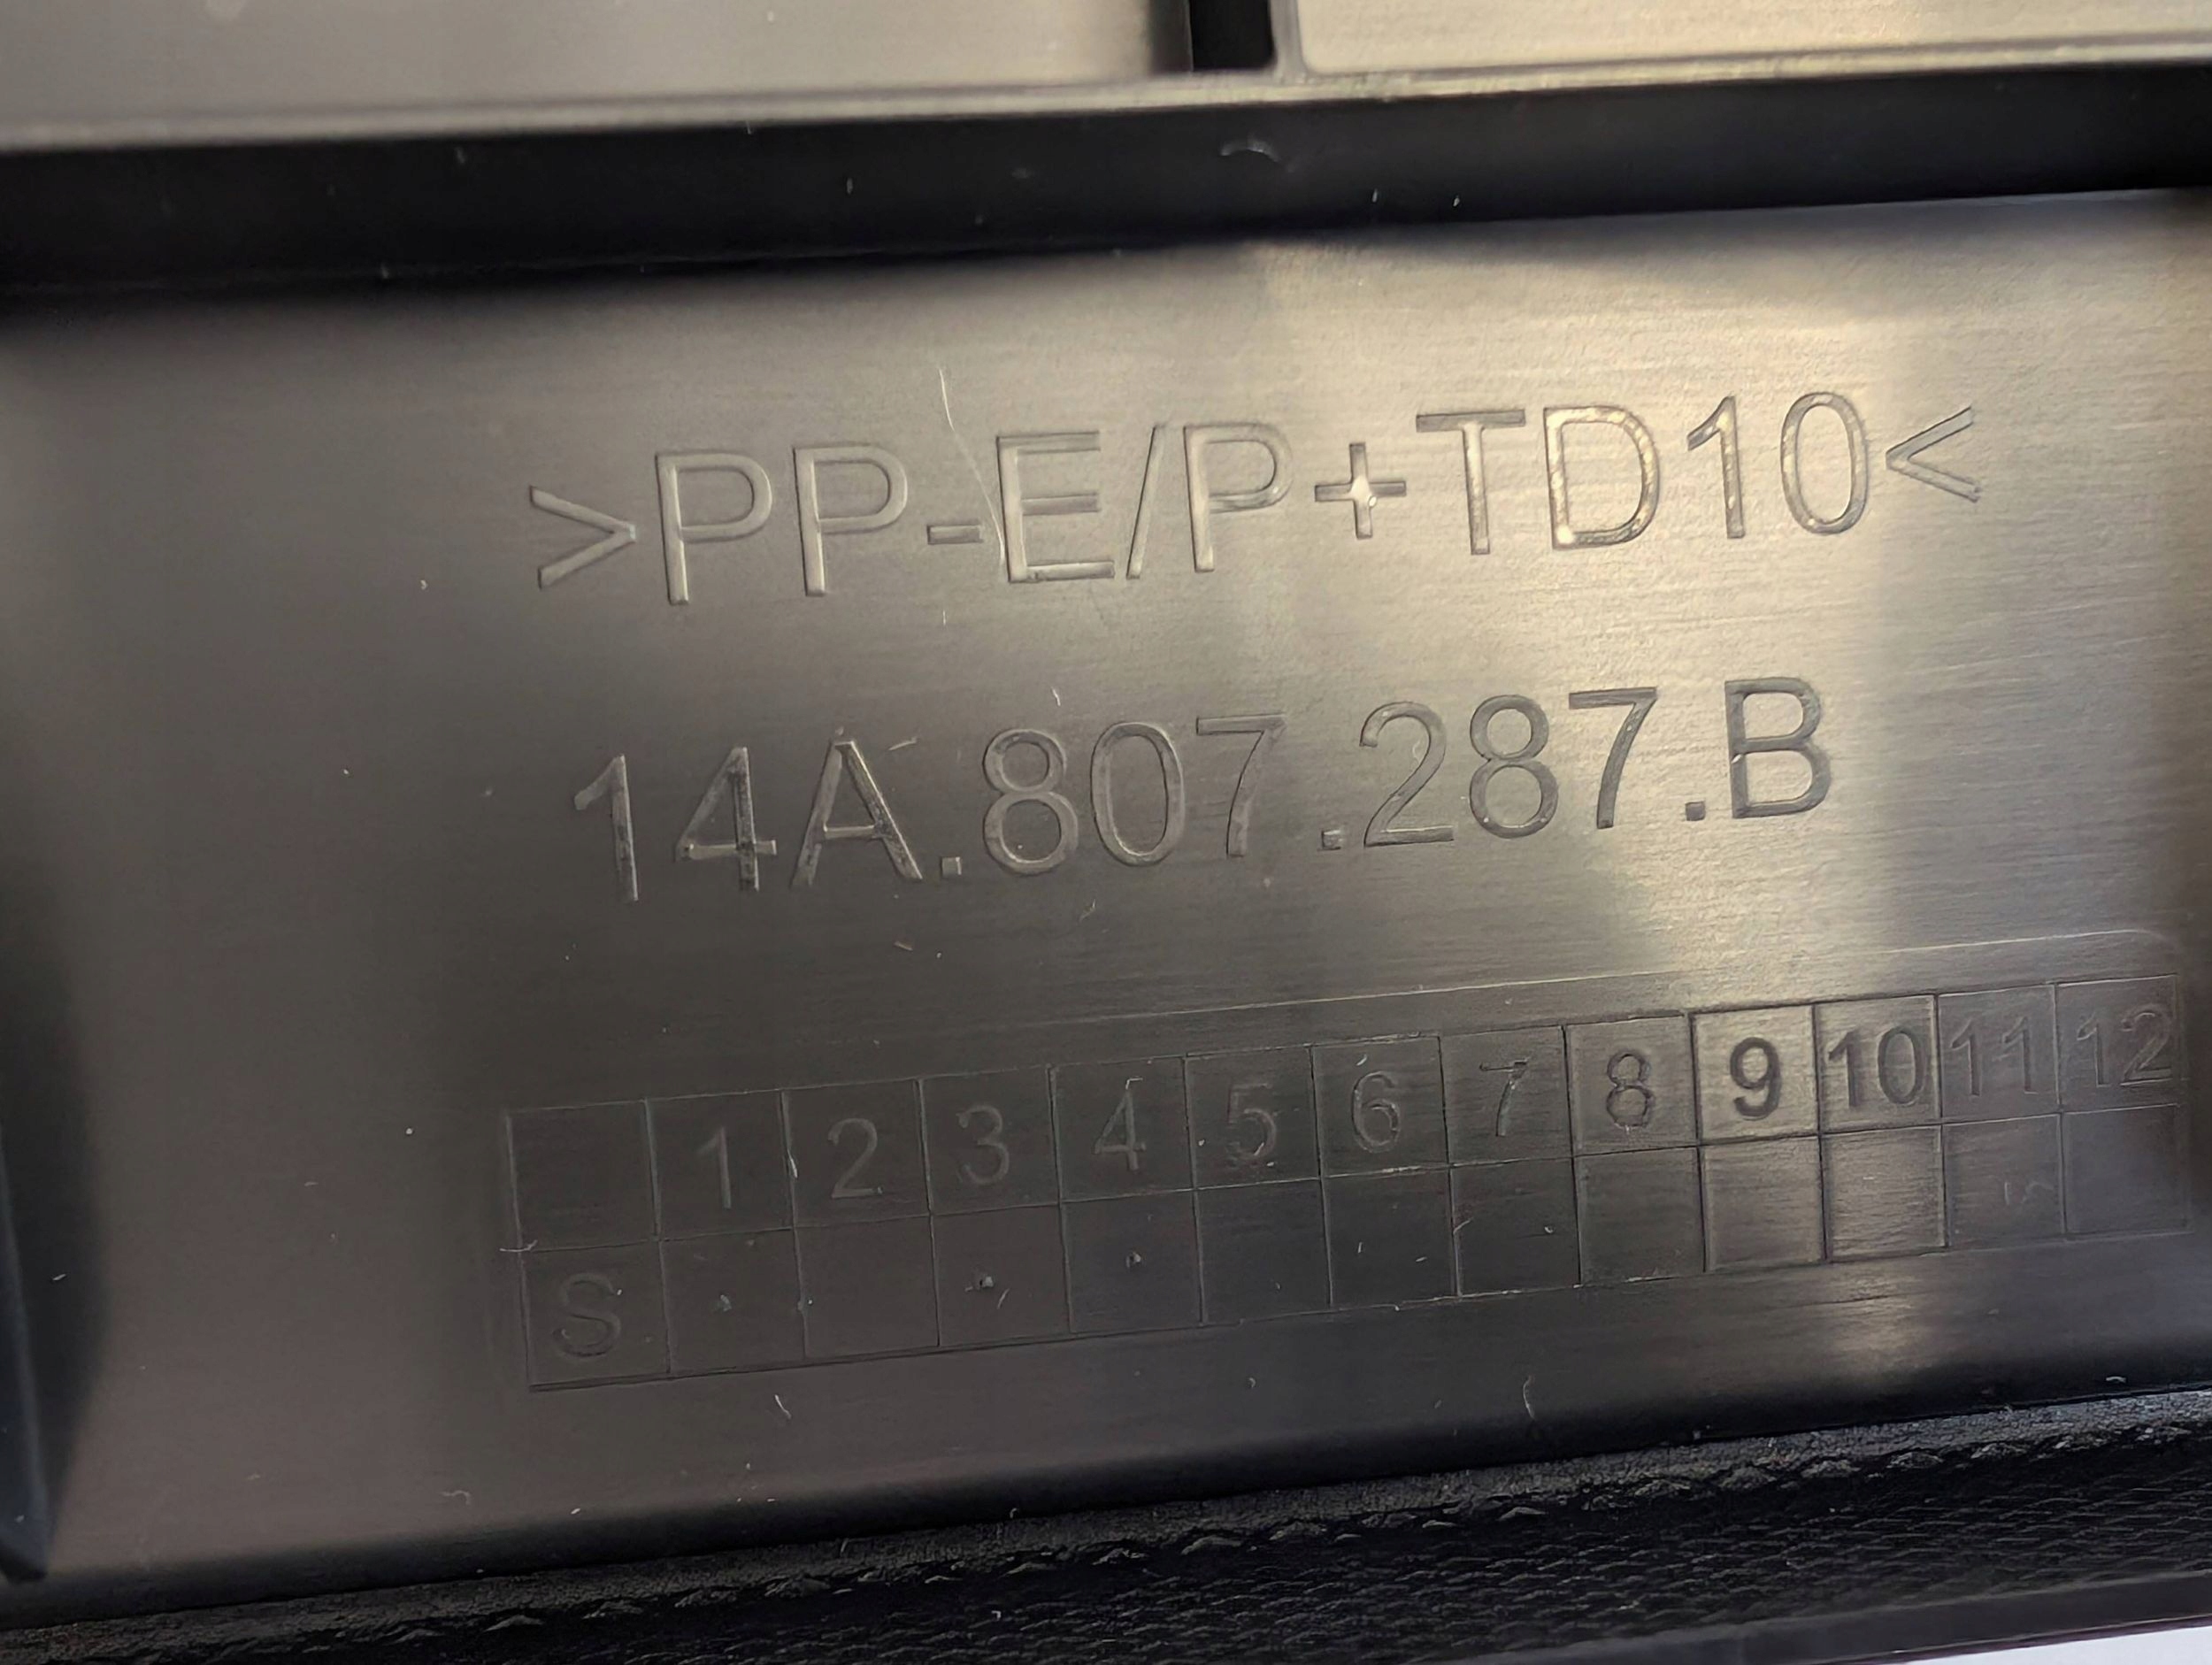 >PP-E/P+TD10<
14A.807.287.B
1 2 3 4 5 6 7 8 9 10 11 12
S